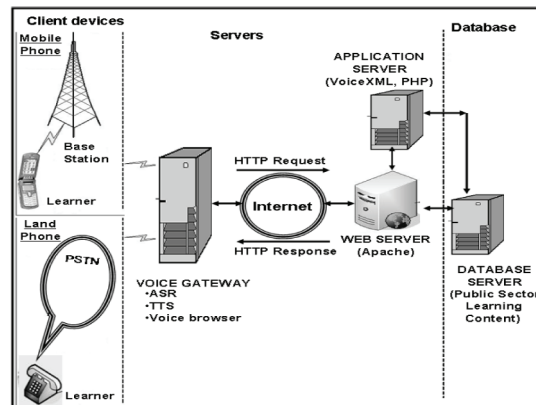 Client devices
Mobile
Phone
Base
Station
Learner
Land
Phone
PSTN
Learner
Servers
VOICE GATEWAY
•ASR
•TTS
•Voice browser
HTTP Request
Internet
HTTP Response
APPLICATION
SERVER
(VoiceXML, PHP)
WEB SERVER
(Apache)
Database
DATABASE
SERVER
(Public Sector
Learning
Content)